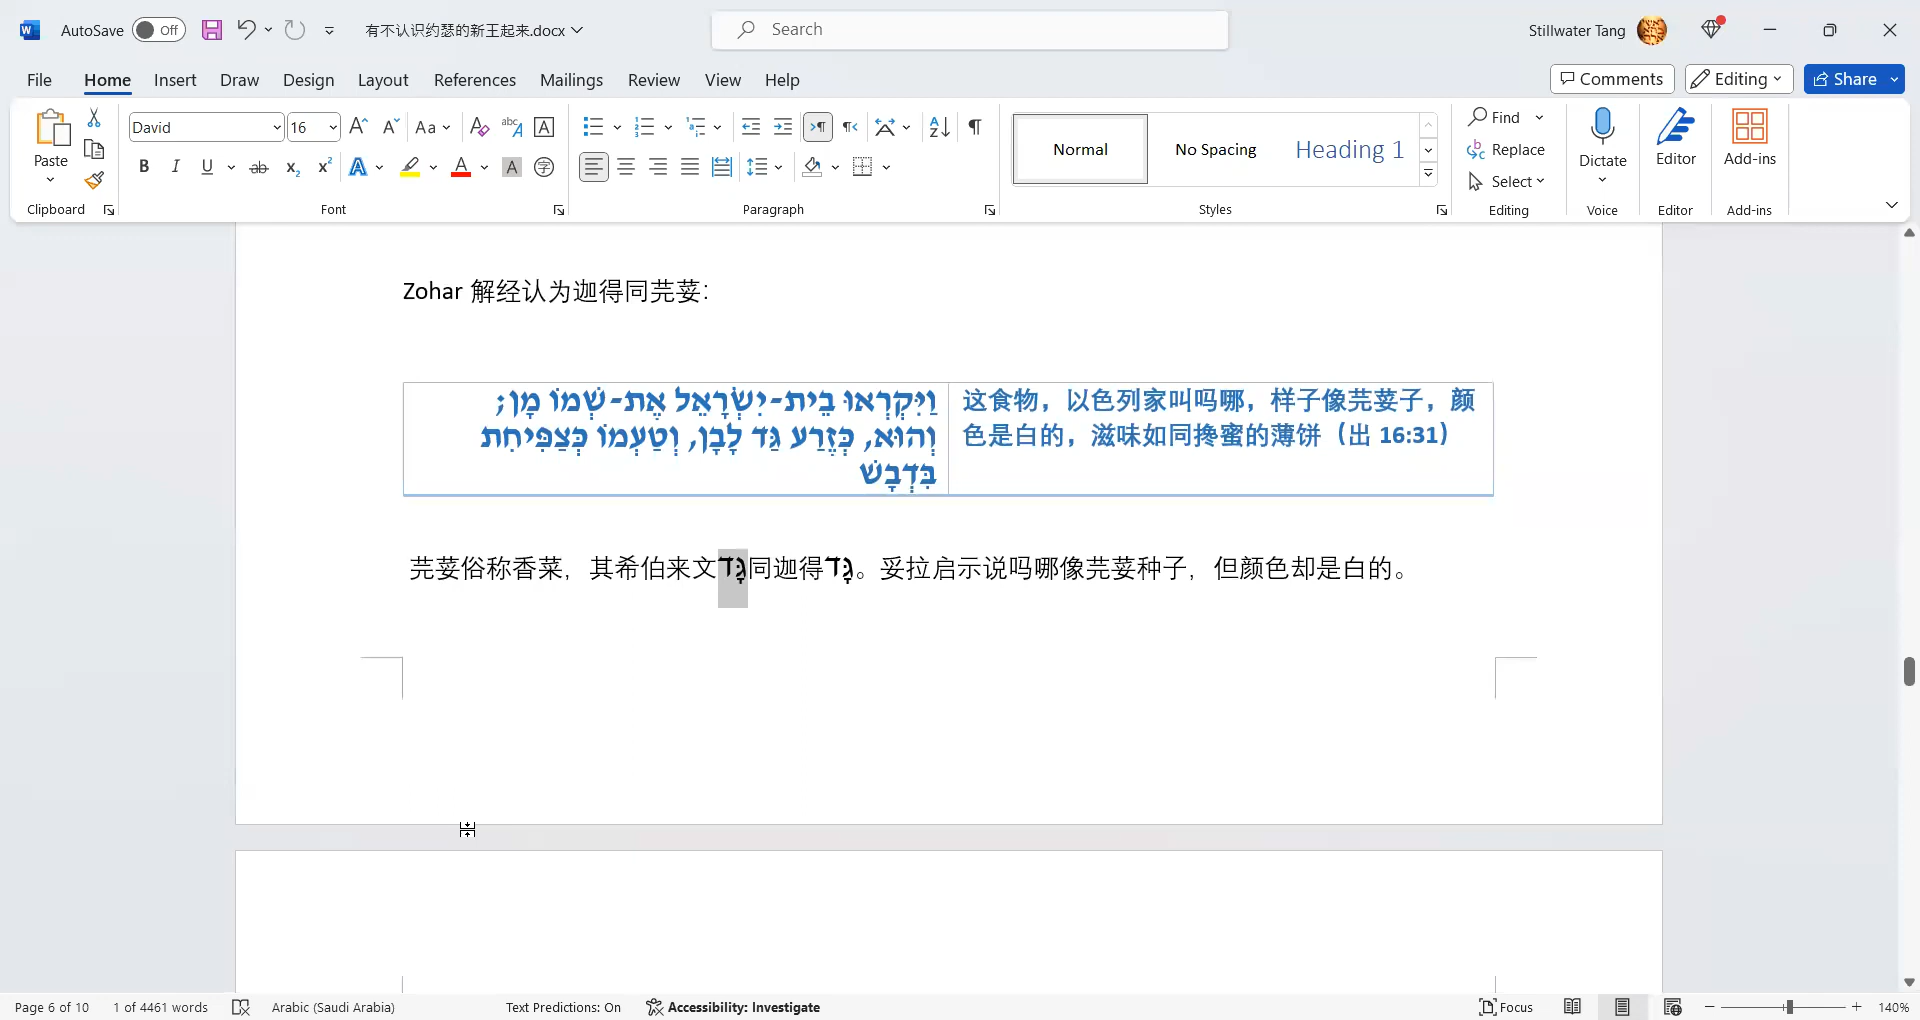 AutoSave Off 有不认识约瑟的新王起来.docx Search Stillwater Tang
File Home Insert Draw Design Layout References Mailings Review View Help Comments Editing Share
Paste David 16 Aa Normal No Spacing Heading 1 Find Replace Select Dictate Editor Add-ins
Clipboard Font Paragraph Styles Editing Voice Editor Add-ins
Zohar 解经认为迦得同芫荽:
וַיִּקְרְאוּ בֵית-יִשְׂרָאֵל אֶת-שְׁמוֹ מָן;
וְהוּא, כְּזֶרַע גַּד לָבָן, וְטַעְמוֹ כְּצַפִּיחִת
בִּדְבָשׁ
这食物，以色列家叫吗哪，样子像芫荽子，颜
色是白的，滋味如同搀蜜的薄饼（出 16:31）
芫荽俗称香菜，其希伯来文גָּד同迦得גָּד。妥拉启示说吗哪像芫荽种子，但颜色却是白的。
Page 6 of 10 1 of 4461 words Arabic (Saudi Arabia) Text Predictions: On Accessibility: Investigate Focus 140%